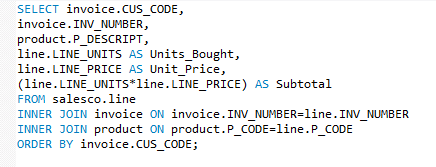 SELECT invoice.CUS_CODE,
invoice.INV_NUMBER,
product.P_DESCRIPT,
line.LINE_UNITS AS Units_Bought,
line.LINE_PRICE AS Unit_Price,
(line.LINE_UNITS*line.LINE_PRICE) AS Subtotal
FROM salesco.line
INNER JOIN invoice ON invoice.INV_NUMBER=line.INV_NUMBER
INNER JOIN product ON product.P_CODE=line.P_CODE
ORDER BY invoice.CUS_CODE;